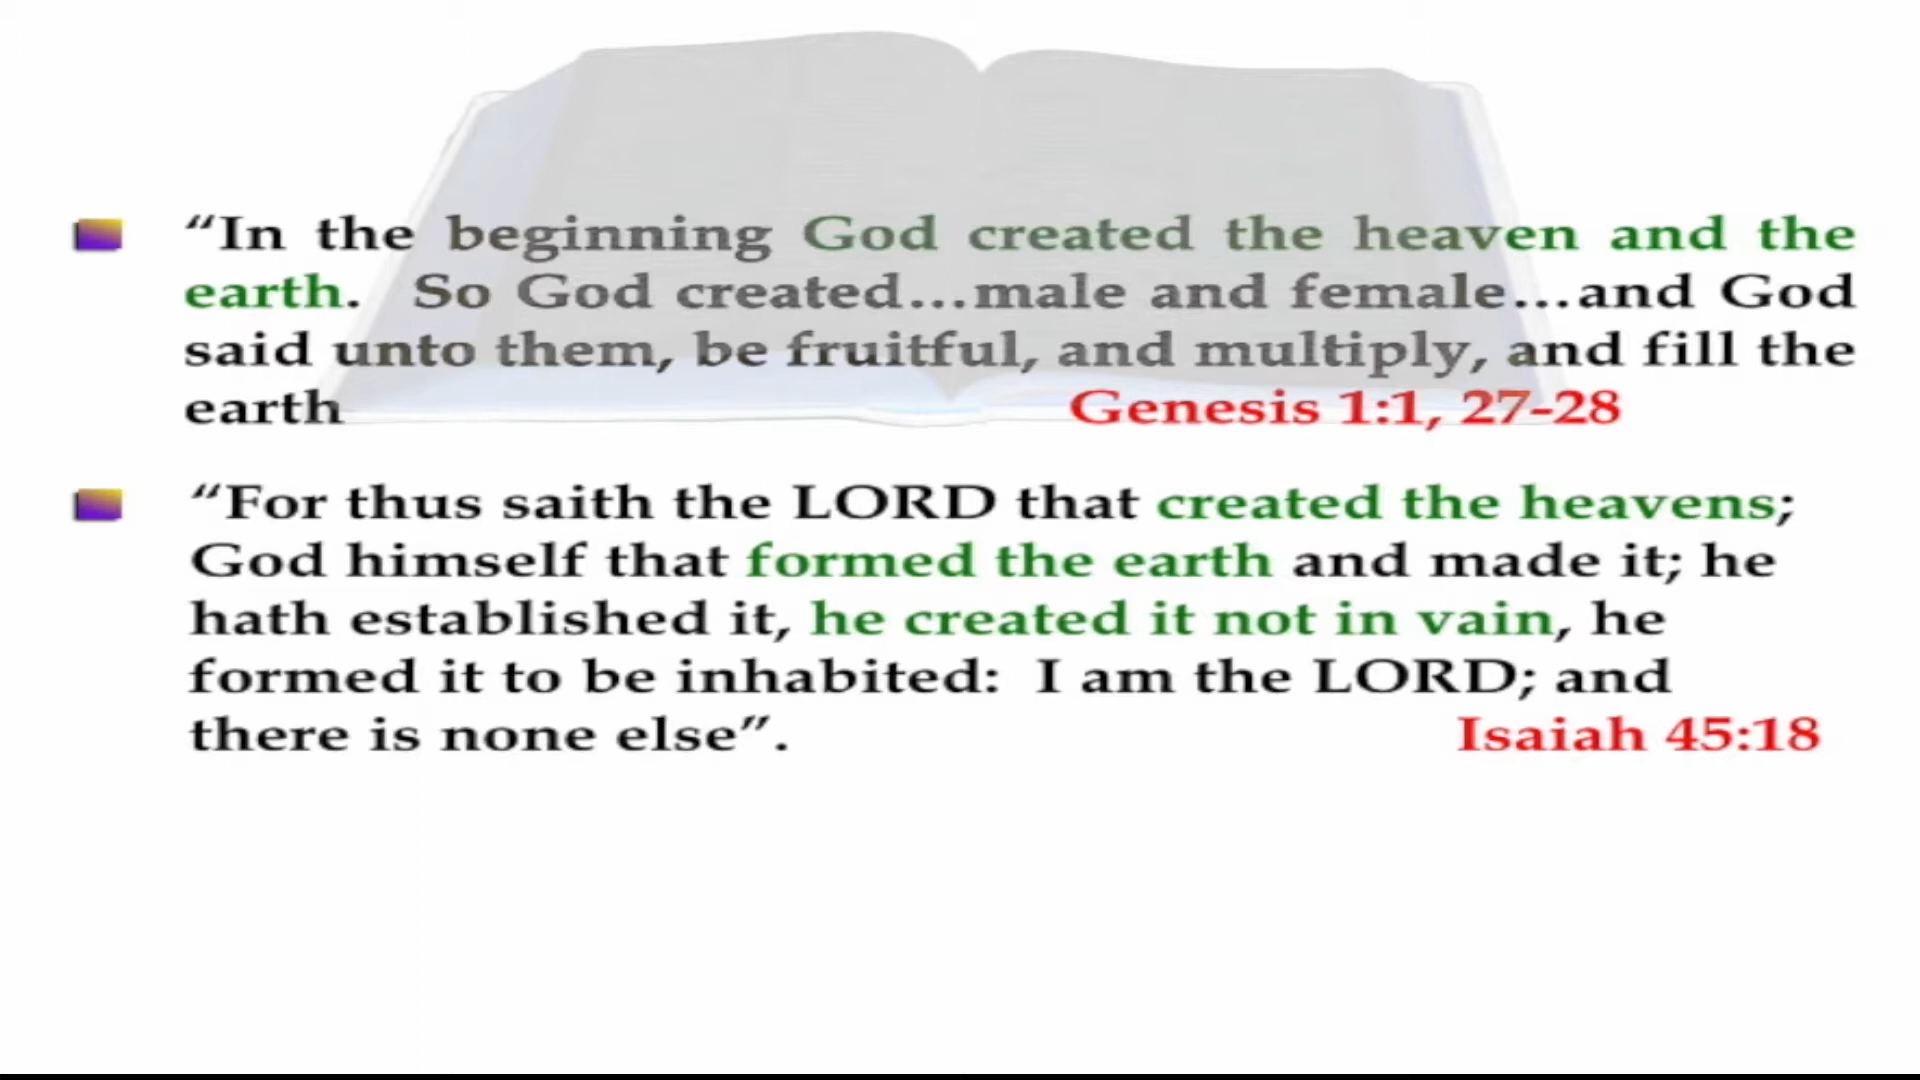 “In the beginning God created the heaven and the
earth. So God created...male and female...and God
said unto them, be fruitful, and multiply, and fill the
earth Genesis 1:1, 27-28
“For thus saith the LORD that created the heavens;
God himself that formed the earth and made it; he
hath established it, he created it not in vain, he
formed it to be inhabited: I am the LORD; and
there is none else”. Isaiah 45:18